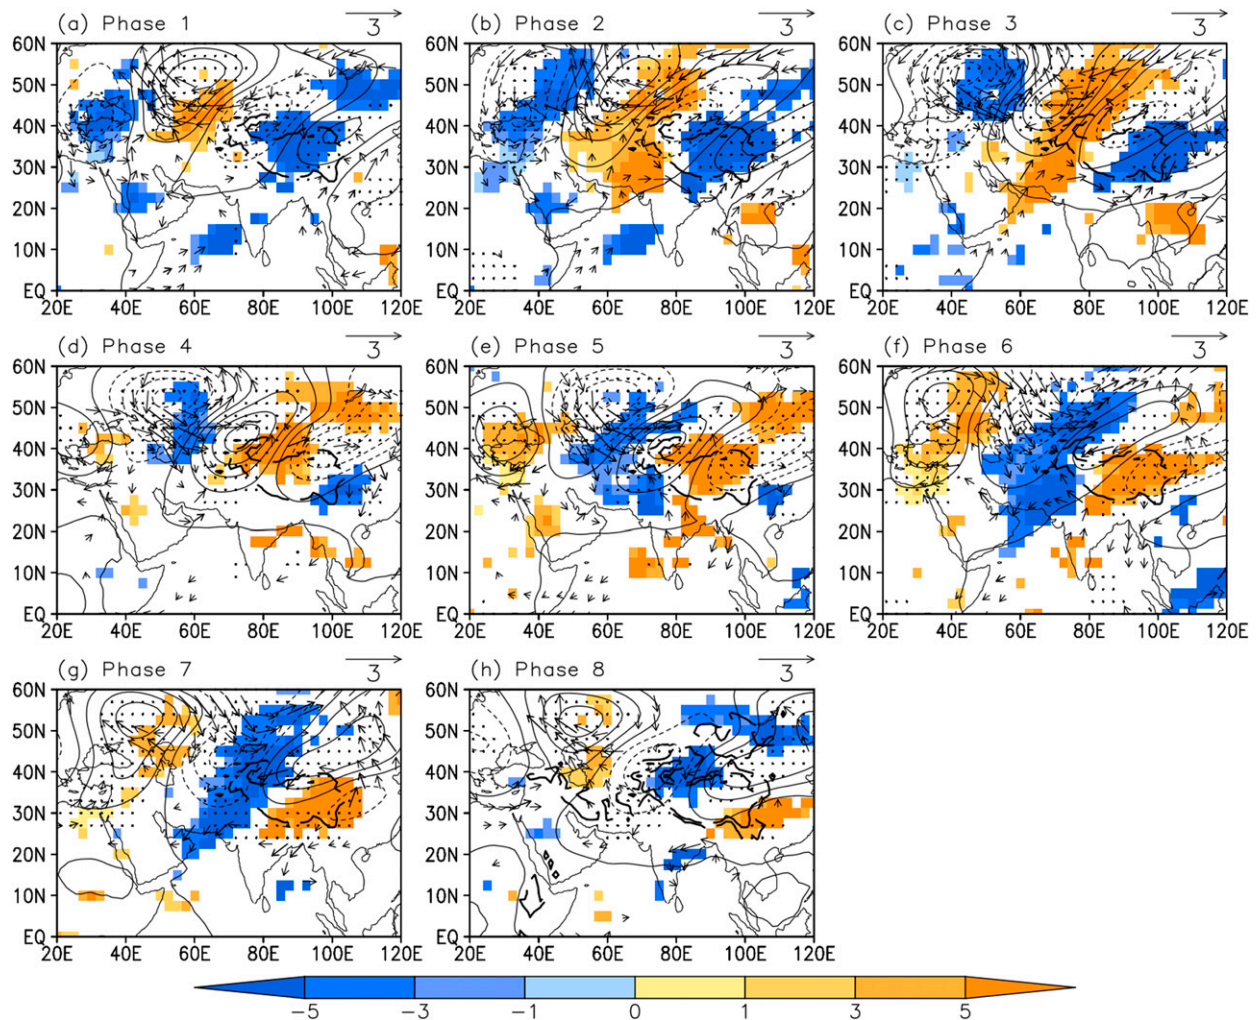 (a) Phase 1 3 (b) Phase 2 3 (c) Phase 3 3
60N 60N 60N
50N 50N 50N
40N 40N 40N
30N 30N 30N
20N 20N 20N
10N 10N 10N
EQ EQ EQ
20E 40E 60E 80E 100E 120E 20E 40E 60E 80E 100E 120E 20E 40E 60E 80E 100E 120E
(d) Phase 4 3 (e) Phase 5 3 (f) Phase 6 3
60N 60N 60N
50N 50N 50N
40N 40N 40N
30N 30N 30N
20N 20N 20N
10N 10N 10N
EQ EQ EQ
20E 40E 60E 80E 100E 120E 20E 40E 60E 80E 100E 120E 20E 40E 60E 80E 100E 120E
(g) Phase 7 3 (h) Phase 8 3
60N 60N
50N 50N
40N 40N
30N 30N
20N 20N
10N 10N
EQ EQ
20E 40E 60E 80E 100E 120E 20E 40E 60E 80E 100E 120E
−5 −3 −1 0 1 3 5